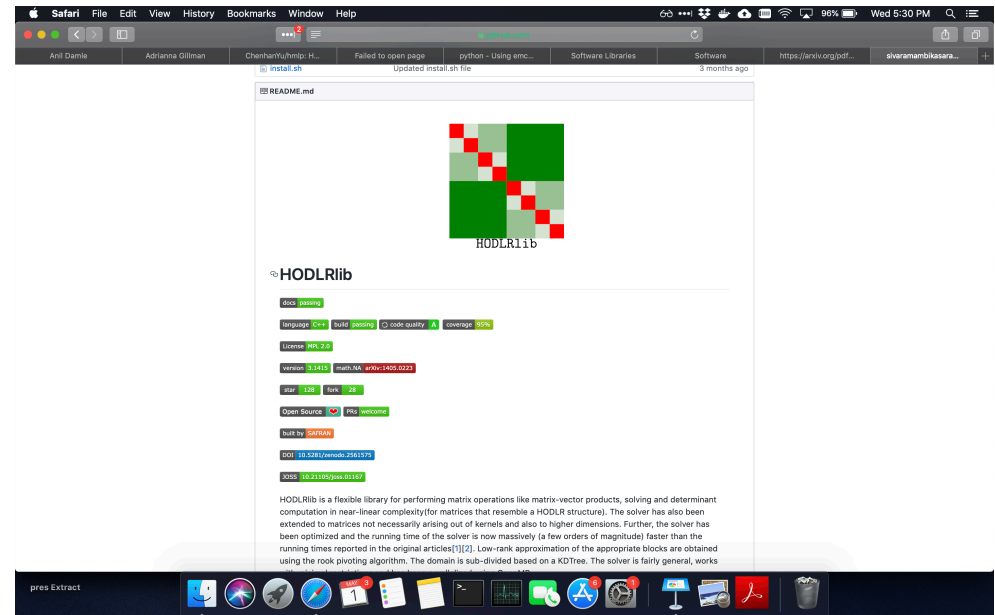 Safari File Edit View History Bookmarks Window Help 96% Wed 5:30 PM
2
Anil Damle Adrianna Gillman ChenhanYu/hmlp: H... Failed to open page python - Using emc... Software Libraries Software https://arxiv.org/pdf... sivaramambikasara...
install.sh Updated install.sh file 3 months ago
README.md
HODLRlib
HODLRlib
docs passing
language C++ build passing code quality A coverage 95%
License MPL 2.0
version 3.1415 math.NA arXiv:1405.0223
star 128 fork 28
Open Source PRs welcome
built by SAFRAN
DOI 10.5281/zenodo.2561575
JOSS 10.21105/joss.01167
HODLRlib is a flexible library for performing matrix operations like matrix-vector products, solving and determinant
computation in near-linear complexity(for matrices that resemble a HODLR structure). The solver has also been
extended to matrices not necessarily arising out of kernels and also to higher dimensions. Further, the solver has
been optimized and the running time of the solver is now massively (a few orders of magnitude) faster than the
running times reported in the original articles[1][2]. Low-rank approximation of the appropriate blocks are obtained
using the rook pivoting algorithm. The domain is sub-divided based on a KDTree. The solver is fairly general, works
pres Extract
MAY 3
1
6
1